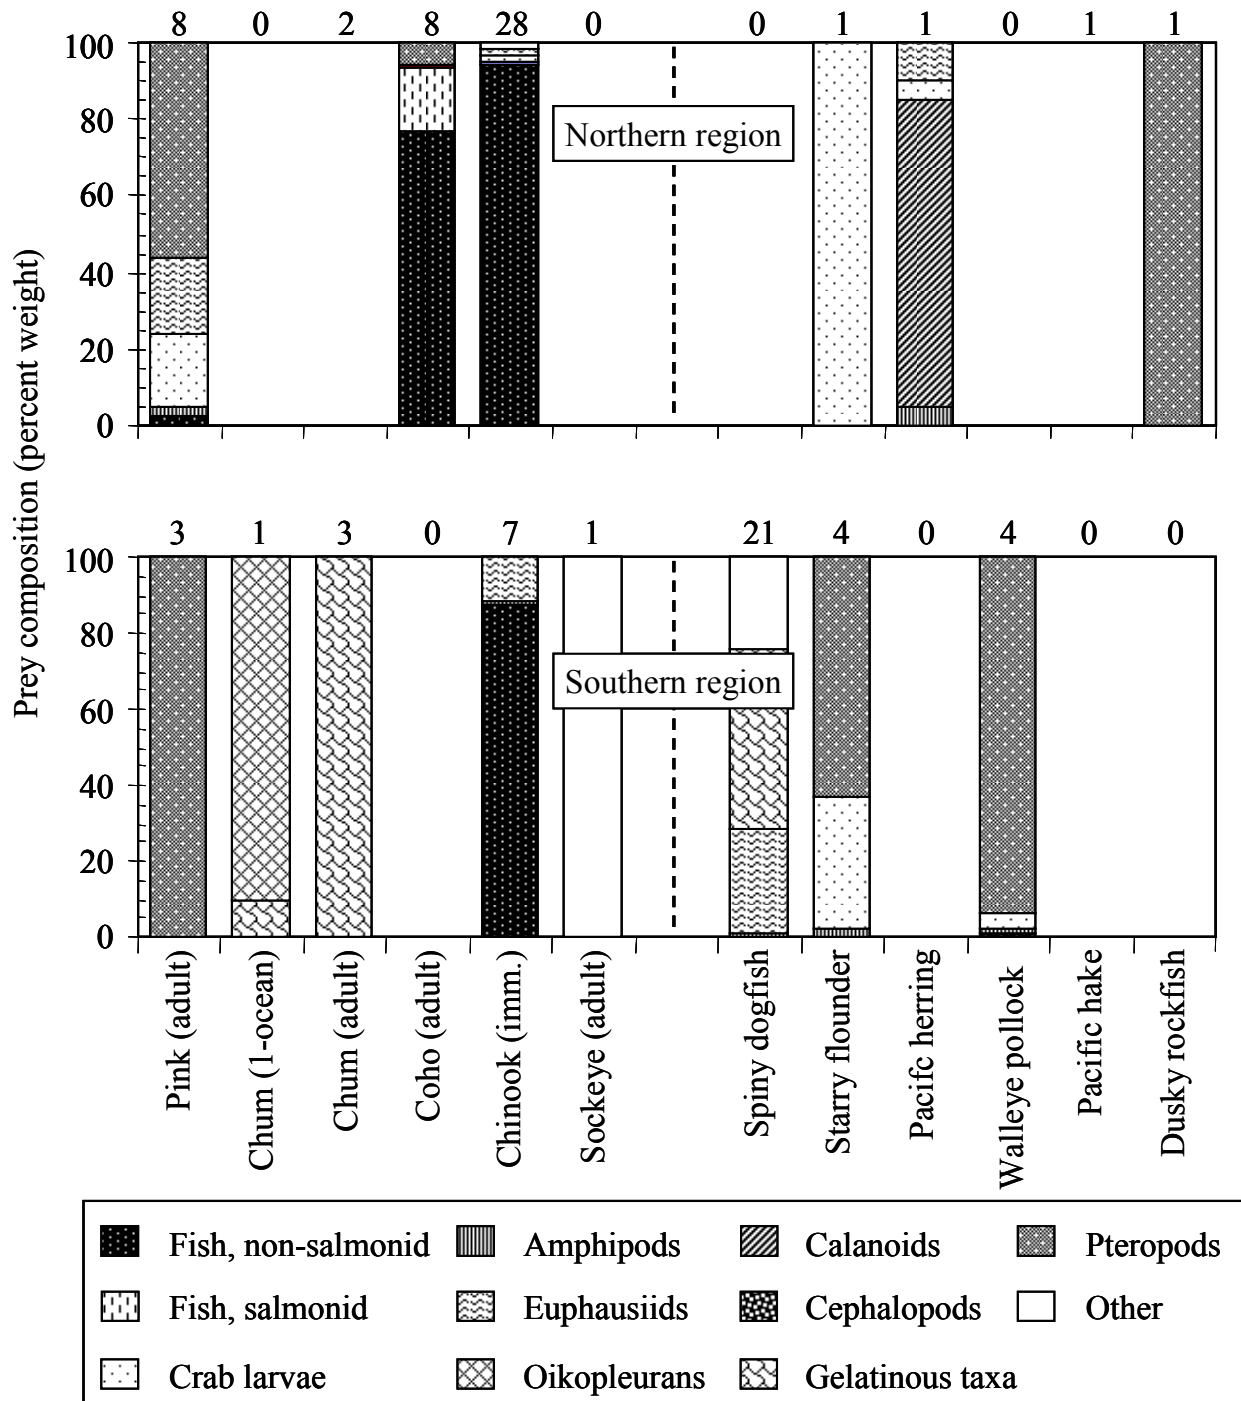 8 0 2 8 28 0 0 1 1 0 1 1
100
80
60
40
20
0
Northern region
Prey composition (percent weight)
3 1 3 0 7 1 21 4 0 4 0 0
100
80
60
40
20
0
Southern region
Pink (adult)
Chum (1-ocean)
Chum (adult)
Coho (adult)
Chinook (imm.)
Sockeye (adult)
Spiny dogfish
Starry flounder
Pacifc herring
Walleye pollock
Pacific hake
Dusky rockfish
Fish, non-salmonid Amphipods Calanoids Pteropods
Fish, salmonid Euphausiids Cephalopods Other
Crab larvae Oikopleurans Gelatinous taxa